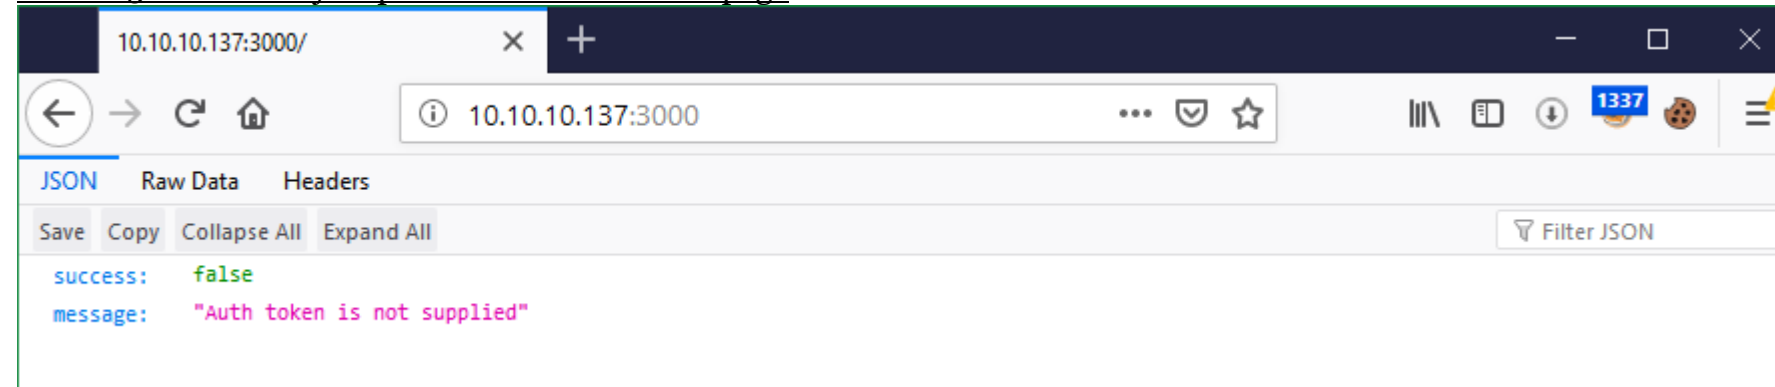 10.10.10.137:3000/
10.10.10.137:3000
1337
JSON Raw Data Headers
Save Copy Collapse All Expand All Filter JSON
success: false
message: "Auth token is not supplied"